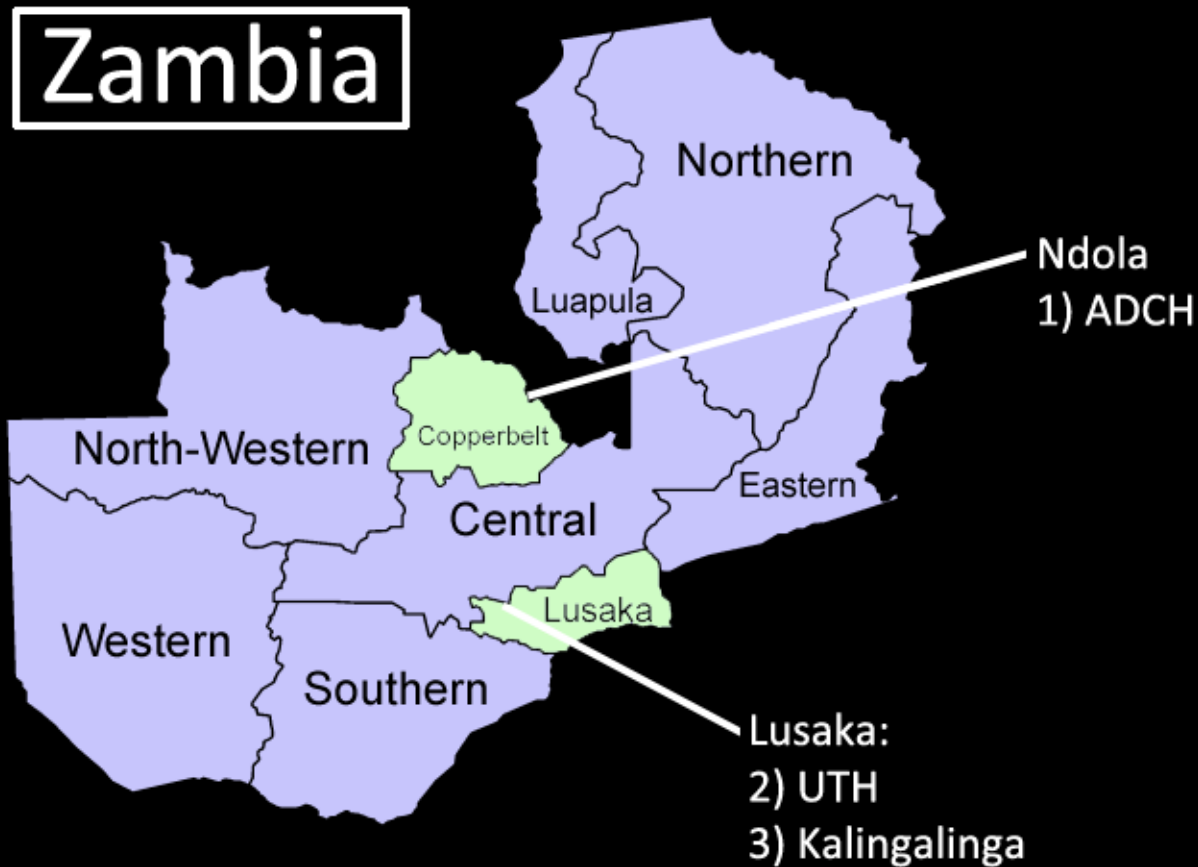 Zambia
Northern
Ndola
1) ADCH
Luapula
Copperbelt
North-Western
Eastern
Central
Lusaka
Western
Southern
Lusaka:
2) UTH
3) Kalingalinga